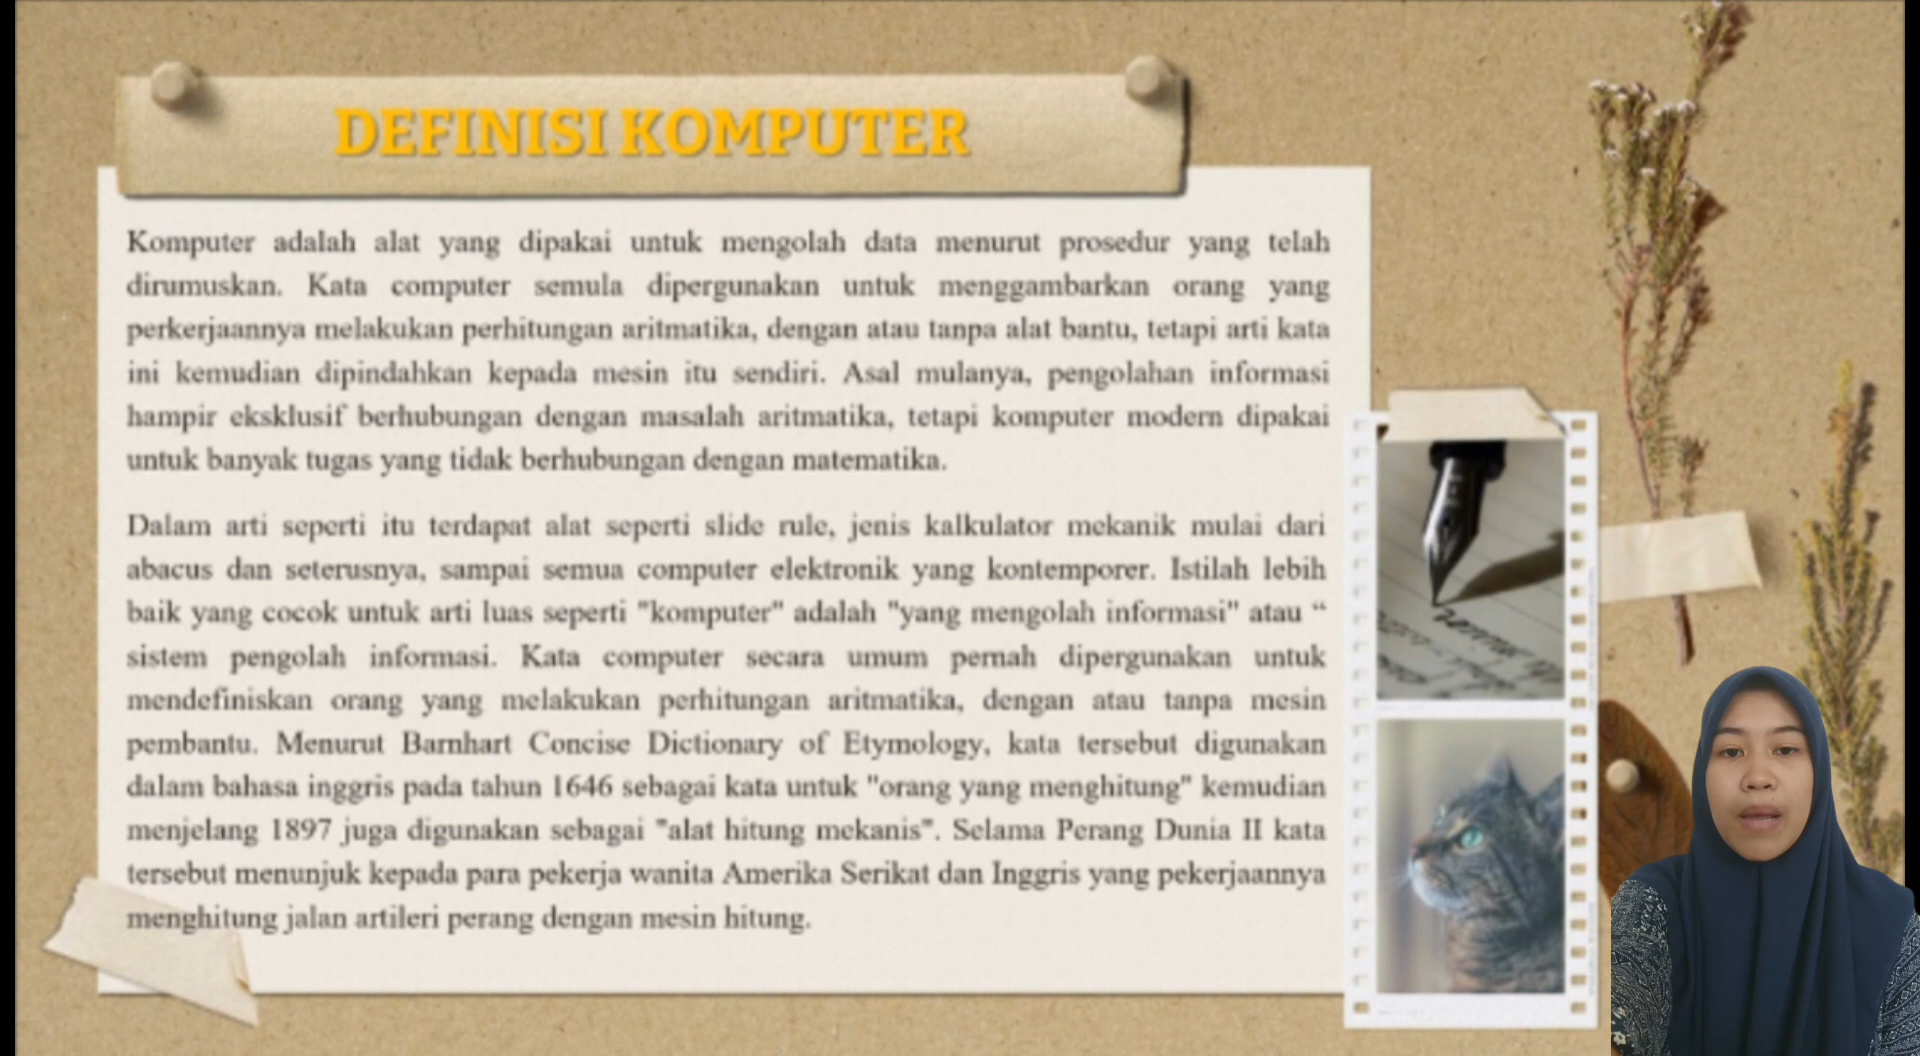 DEFINISI KOMPUTER
Komputer adalah alat yang dipakai untuk mengolah data menurut prosedur yang telah
dirumuskan. Kata computer semula dipergunakan untuk menggambarkan orang yang
perkerjaannya melakukan perhitungan aritmatika, dengan atau tanpa alat bantu, tetapi arti kata
ini kemudian dipindahkan kepada mesin itu sendiri. Asal mulanya, pengolahan informasi
hampir eksklusif berhubungan dengan masalah aritmatika, tetapi komputer modern dipakai
untuk banyak tugas yang tidak berhubungan dengan matematika.
Dalam arti seperti itu terdapat alat seperti slide rule, jenis kalkulator mekanik mulai dari
abacus dan seterusnya, sampai semua computer elektronik yang kontemporer. Istilah lebih
baik yang cocok untuk arti luas seperti "komputer" adalah "yang mengolah informasi" atau “
sistem pengolah informasi. Kata computer secara umum pernah dipergunakan untuk
mendefiniskan orang yang melakukan perhitungan aritmatika, dengan atau tanpa mesin
pembantu. Menurut Barnhart Concise Dictionary of Etymology, kata tersebut digunakan
dalam bahasa inggris pada tahun 1646 sebagai kata untuk "orang yang menghitung" kemudian
menjelang 1897 juga digunakan sebagai "alat hitung mekanis". Selama Perang Dunia II kata
tersebut menunjuk kepada para pekerja wanita Amerika Serikat dan Inggris yang pekerjaannya
menghitung jalan artileri perang dengan mesin hitung.